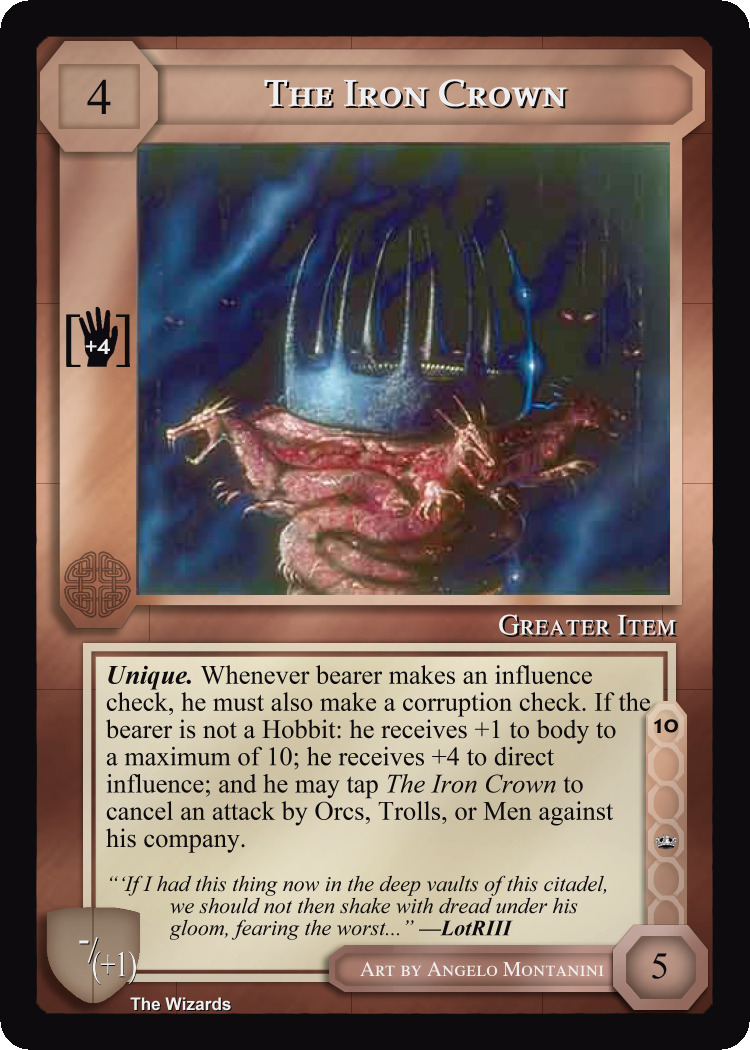 4
The Iron Crown
[+4]
Greater Item
Unique. Whenever bearer makes an influence
check, he must also make a corruption check. If the
bearer is not a Hobbit: he receives +1 to body to
a maximum of 10; he receives +4 to direct
influence; and he may tap The Iron Crown to
cancel an attack by Orcs, Trolls, or Men against
his company.
10
“‘If I had this thing now in the deep vaults of this citadel,
we should not then shake with dread under his
gloom, fearing the worst...” —LotRIII
-/(+1)
Art by Angelo Montanini
5
The Wizards